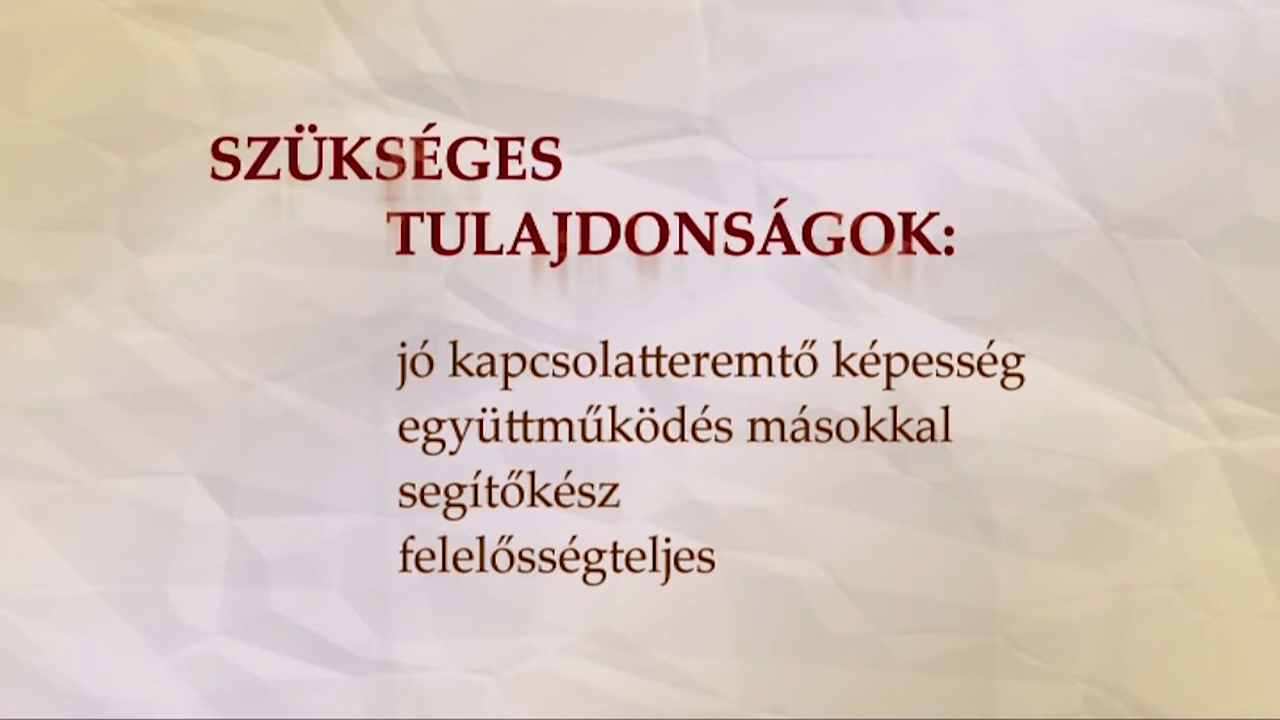 SZÜKSÉGES
TULAJDONSÁGOK:
jó kapcsolatteremtő képesség
együttműködés másokkal
segítőkész
felelősségteljes